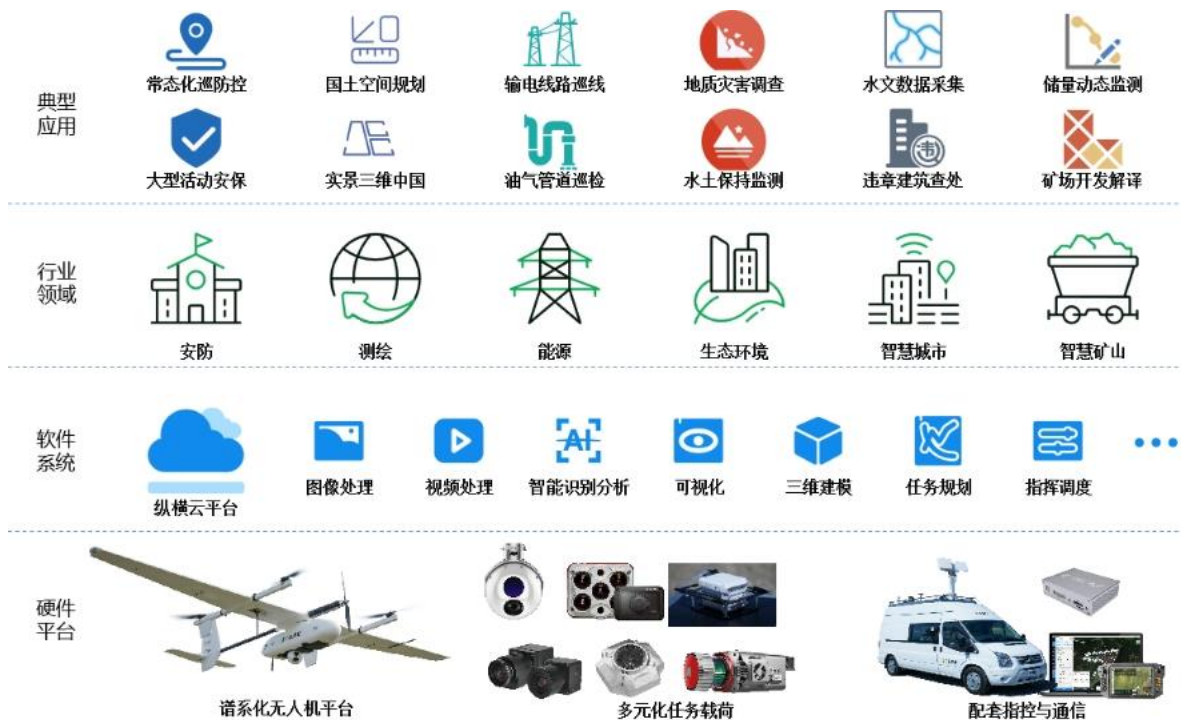 典型
应用
常态化巡防控
国土空间规划
输电线路巡线
地质灾害调查
水文数据采集
储量动态监测
大型活动安保
实景三维中国
油气管道巡检
水土保持监测
违章建筑查处
矿场开发解译
违
行业
领域
安防
测绘
能源
生态环境
智慧城市
智慧矿山
软件
系统
纵横云平台
图像处理
视频处理
AI
智能识别分析
可视化
三维建模
任务规划
指挥调度
硬件
平台
谱系化无人机平台
多元化任务载荷
配套指控与通信